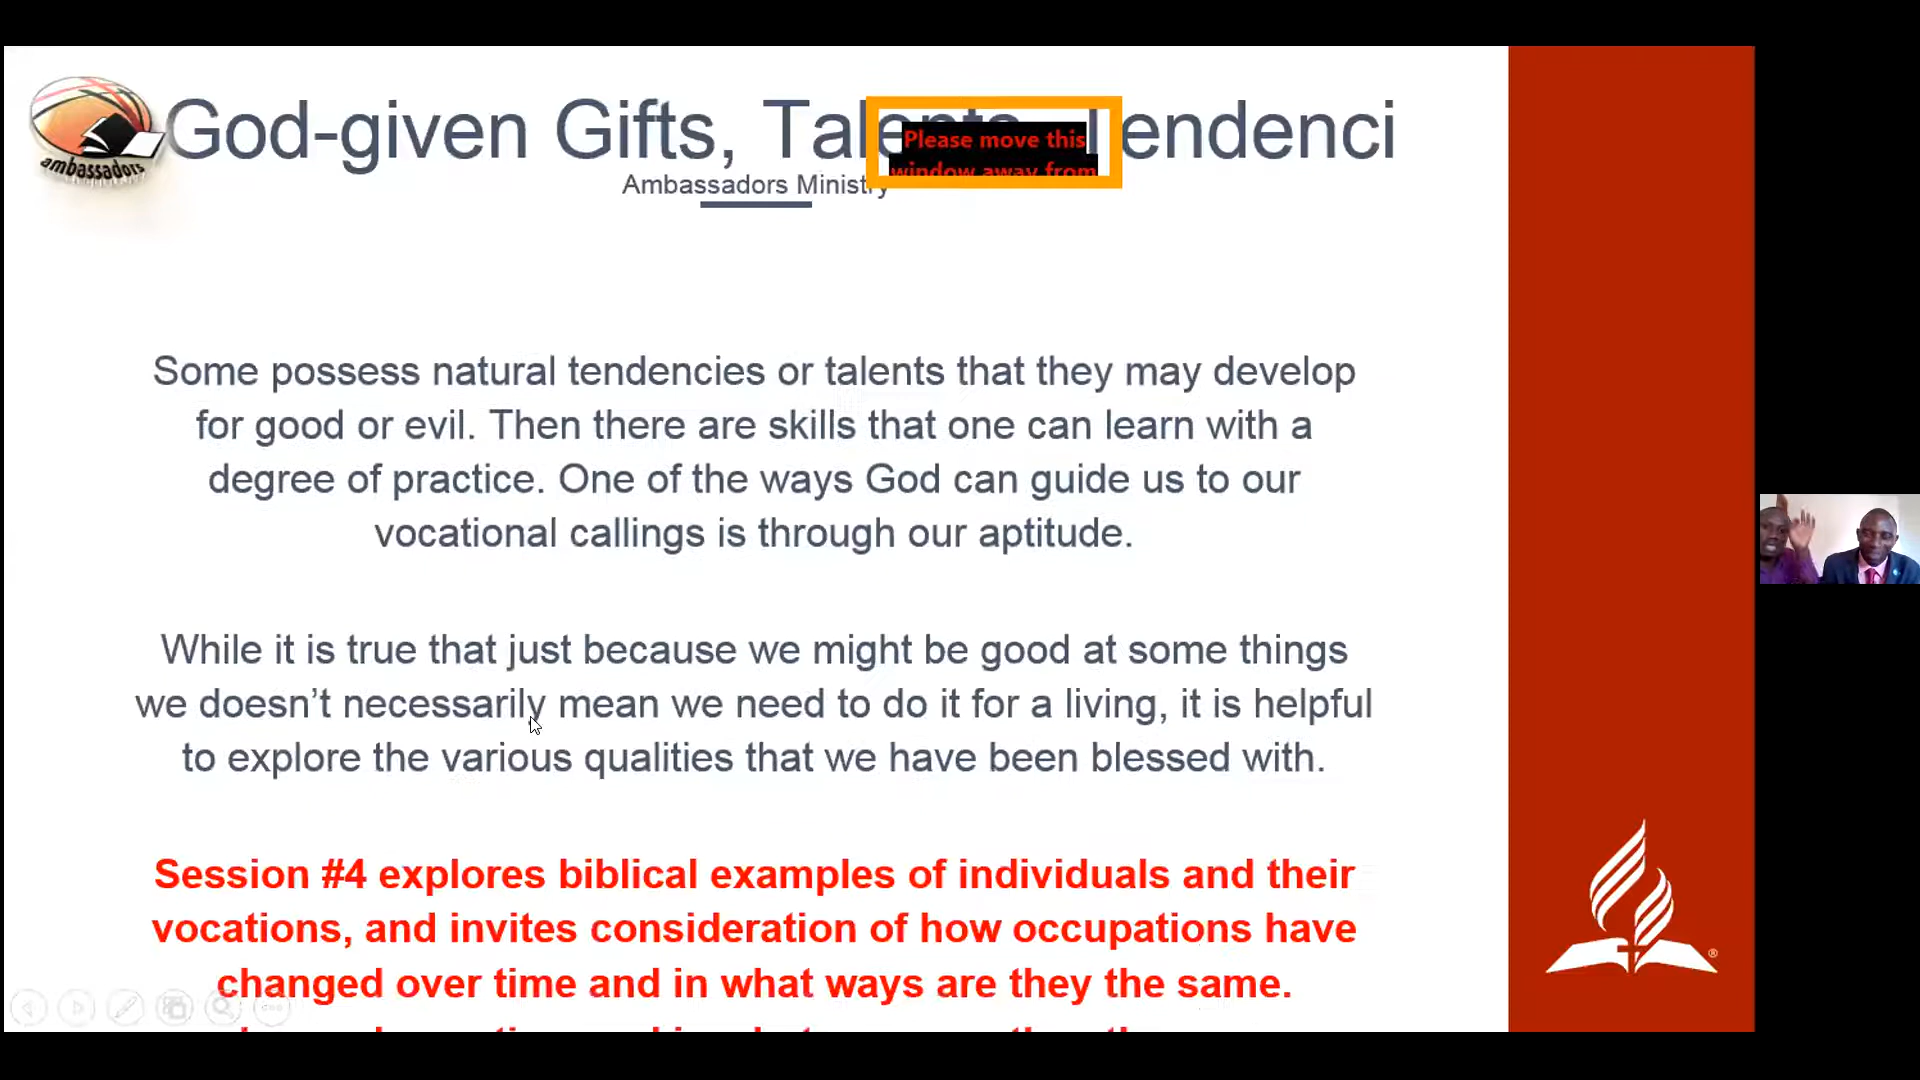 God-given Gifts, Talents, Tendenci
Please move this
window away from
ambassadors
Ambassadors Ministry
Some possess natural tendencies or talents that they may develop
for good or evil. Then there are skills that one can learn with a
degree of practice. One of the ways God can guide us to our
vocational callings is through our aptitude.
While it is true that just because we might be good at some things
we doesn’t necessarily mean we need to do it for a living, it is helpful
to explore the various qualities that we have been blessed with.
Session #4 explores biblical examples of individuals and their
vocations, and invites consideration of how occupations have
changed over time and in what ways are they the same.